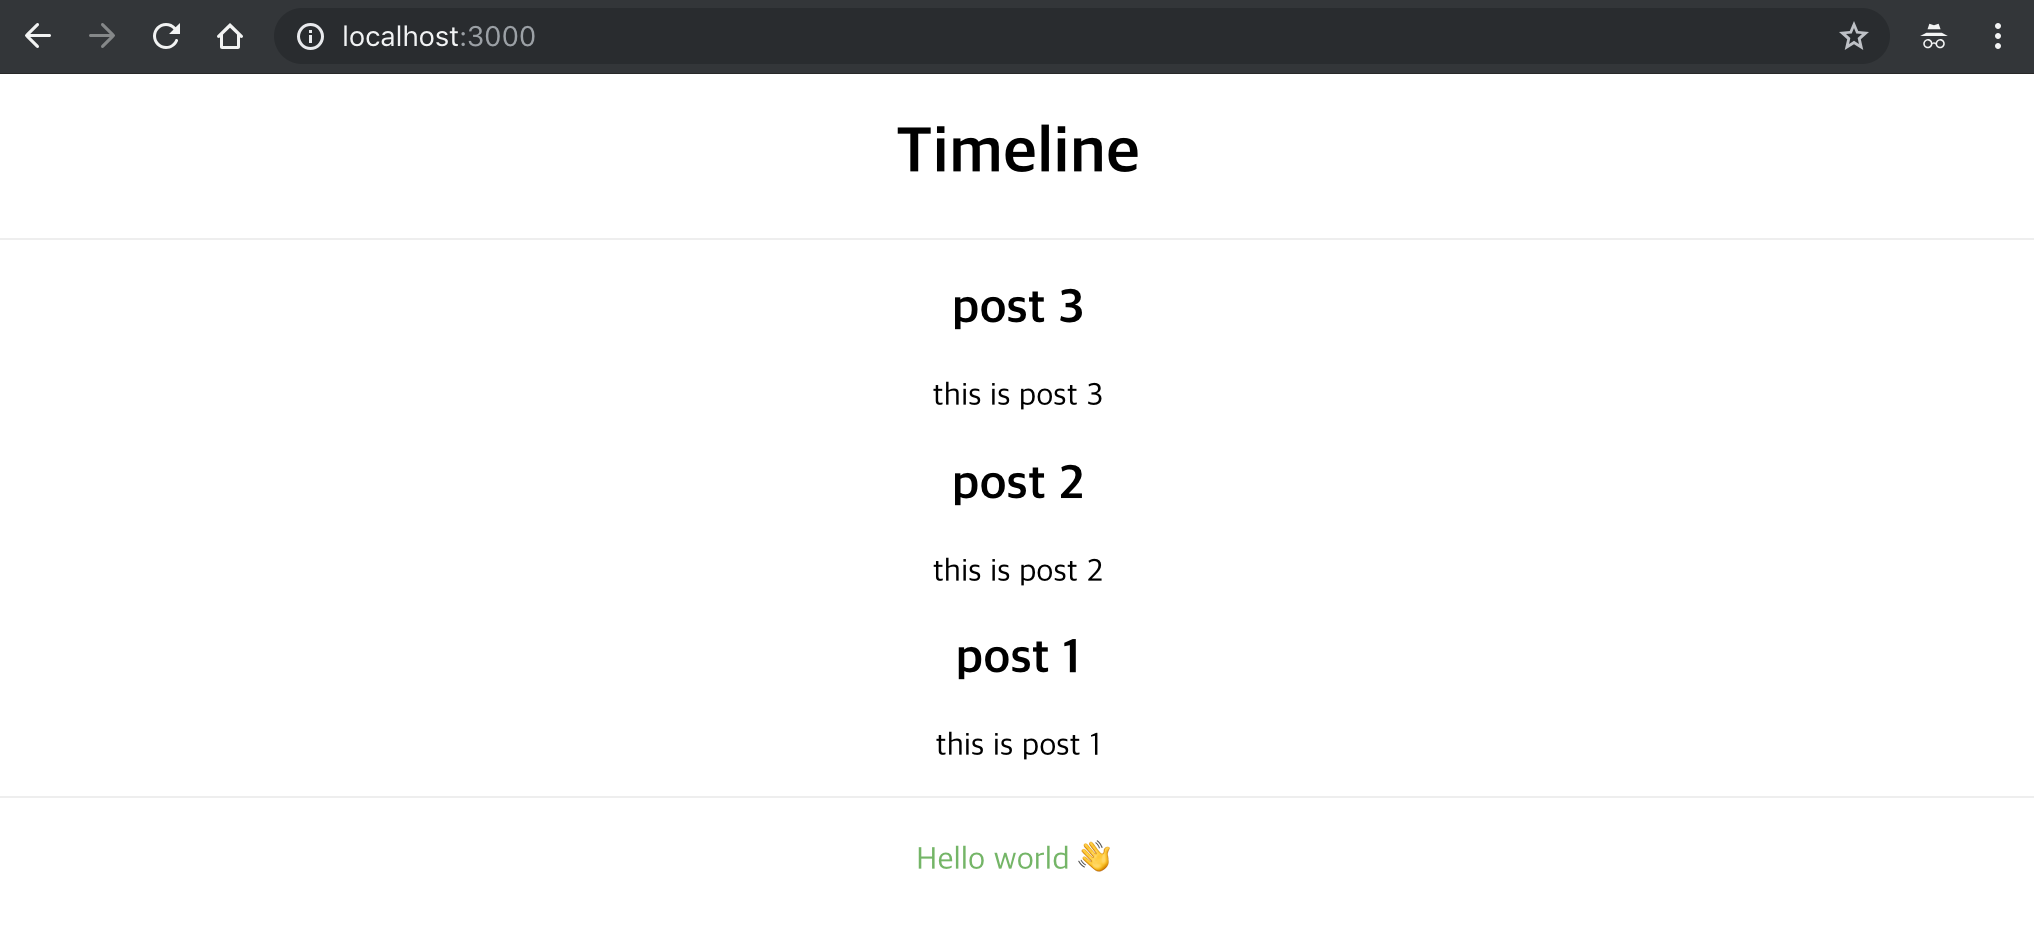 localhost:3000
Timeline
post 3
this is post 3
post 2
this is post 2
post 1
this is post 1
Hello world 👋